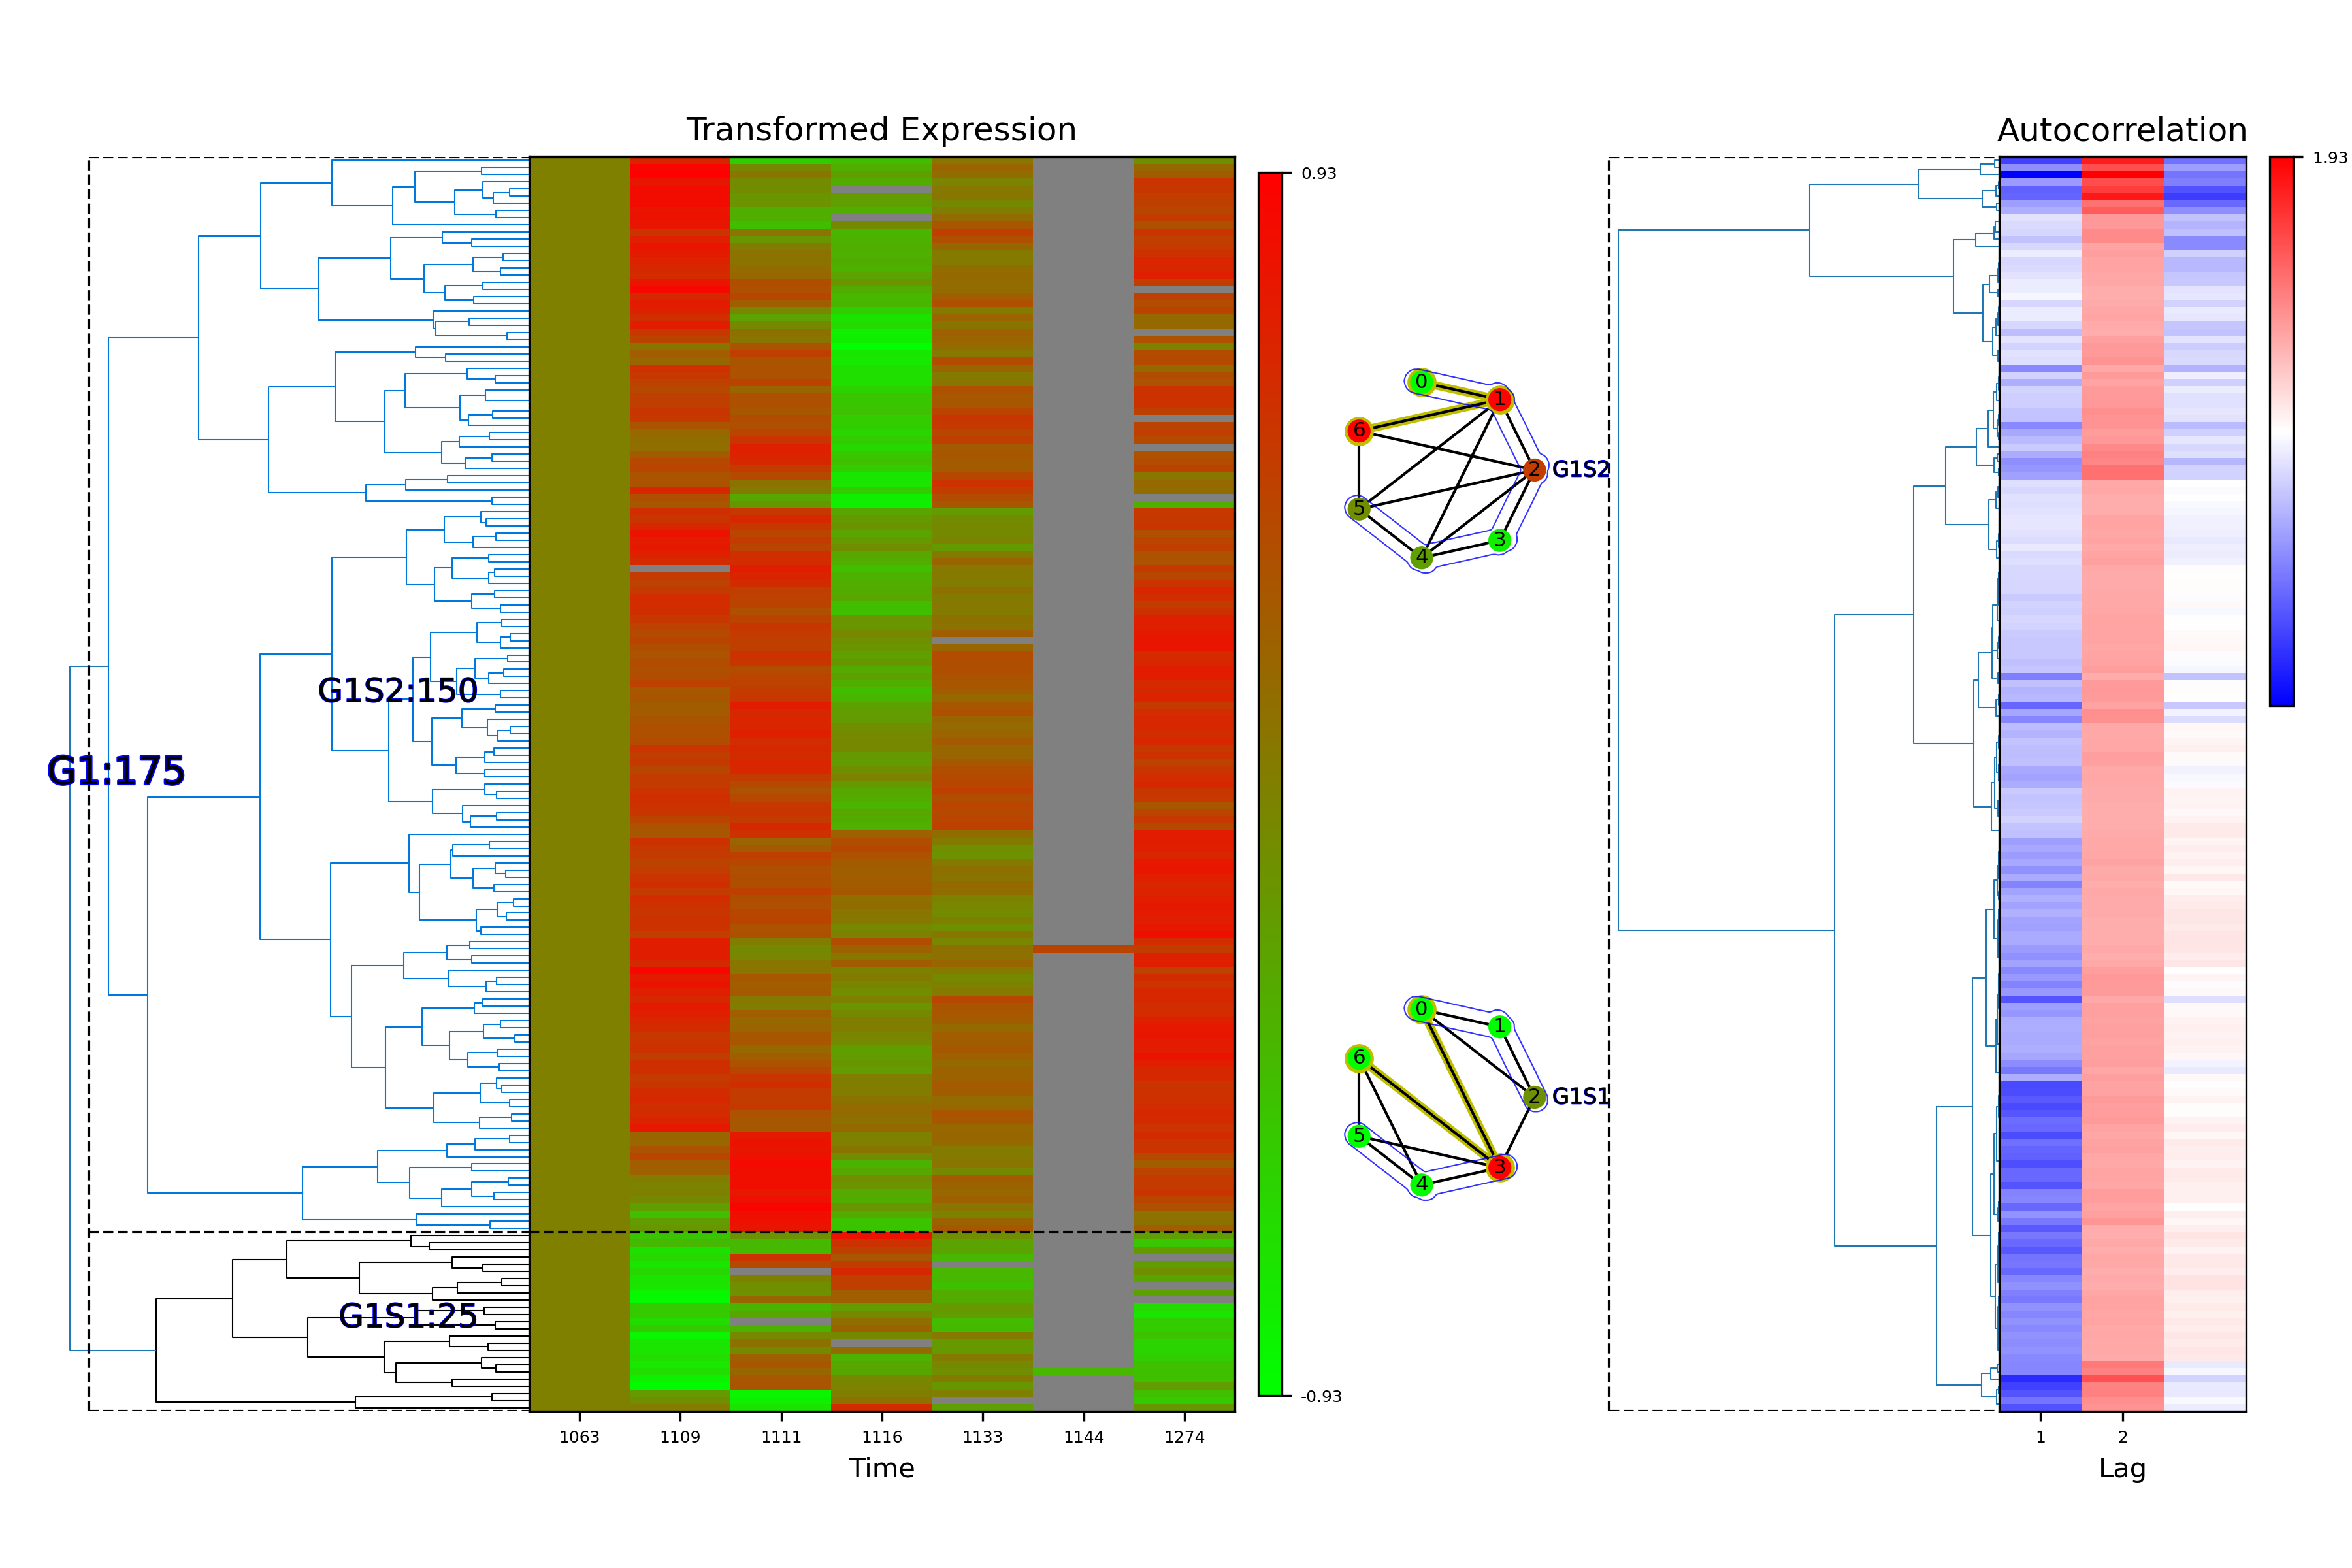 Transformed Expression
Autocorrelation
0.93
1.93
0
1
6
2
G1S2
5
3
4
G1S2:150
G1:175
0
1
6
2
G1S1
5
3
4
G1S1:25
-0.93
1063 1109 1111 1116 1133 1144 1274
1 2
Time
Lag